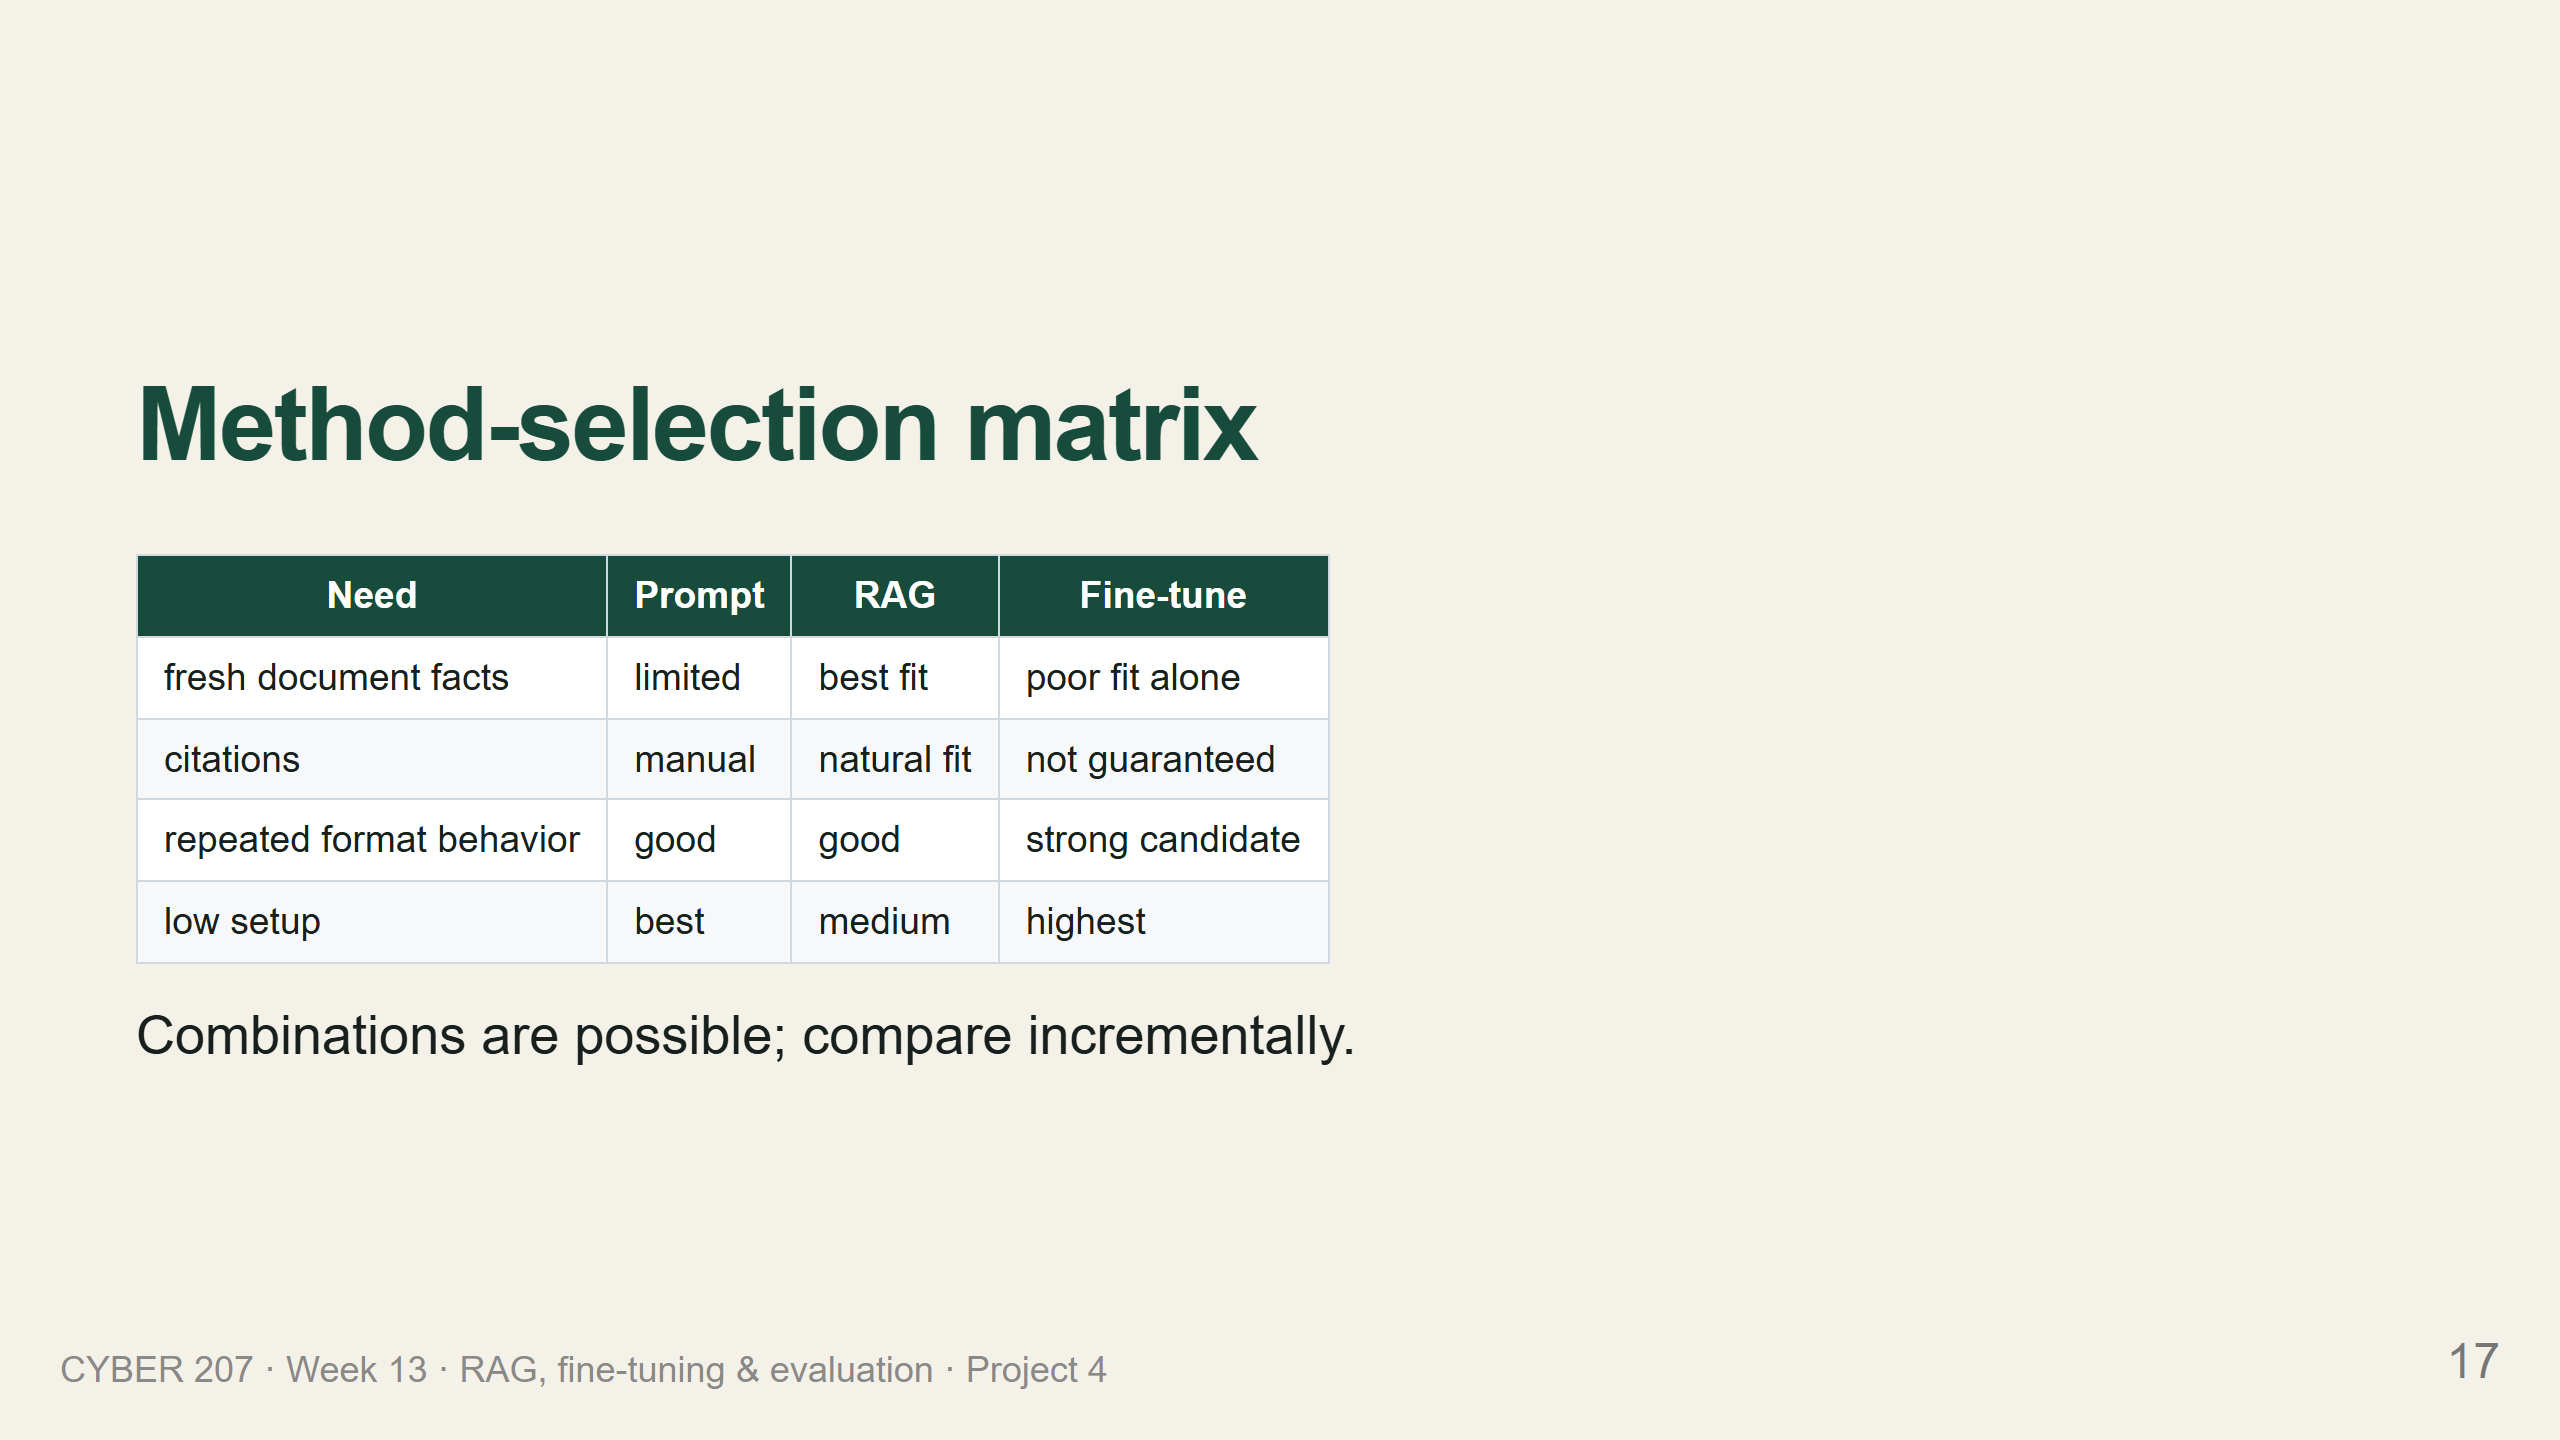 Method-selection matrix
Need Prompt RAG Fine-tune
fresh document facts limited best fit poor fit alone
citations manual natural fit not guaranteed
repeated format behavior good good strong candidate
low setup best medium highest
Combinations are possible; compare incrementally.
CYBER 207 · Week 13 · RAG, fine-tuning & evaluation · Project 4
17